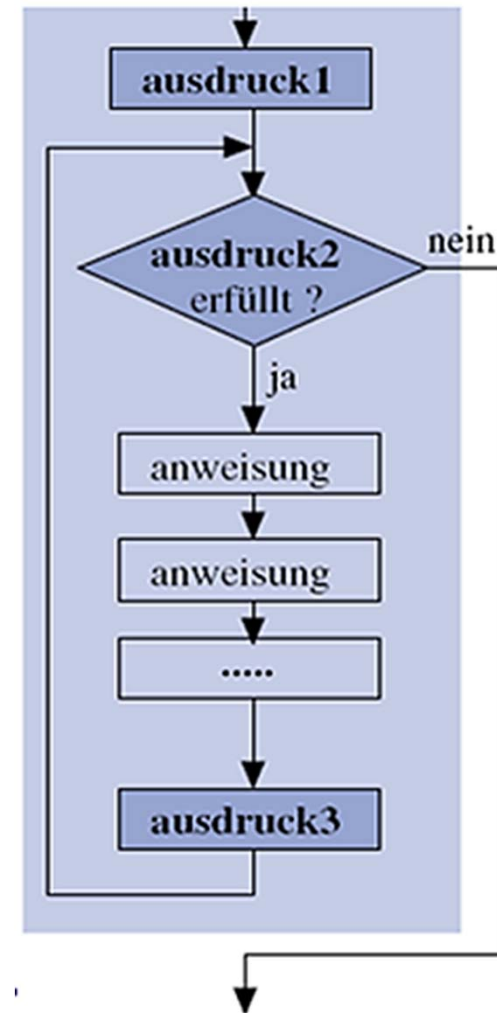 ausdruck1
ausdruck2
erfüllt ?
nein
ja
anweisung
anweisung
.....
ausdruck3